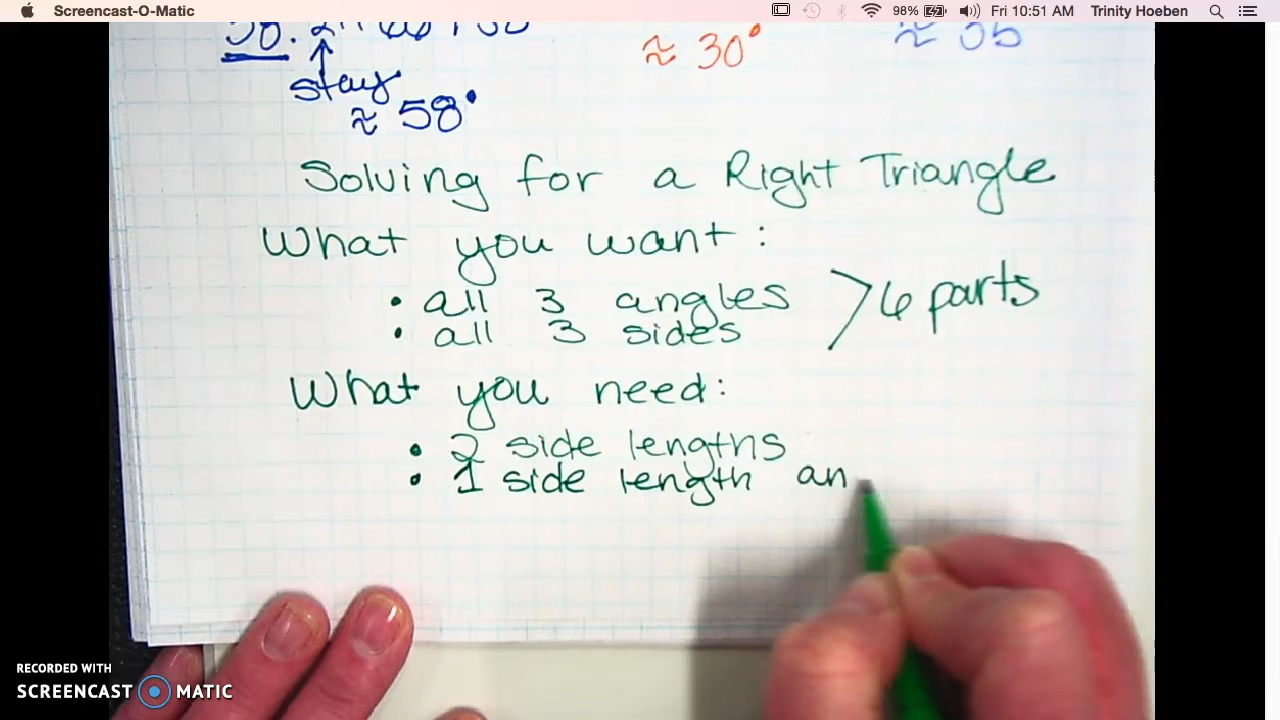 Screencast-O-Matic 98% Fri 10:51 AM Trinity Hoeben
58.
stay
≈ 58°
≈ 30°
Solving for a Right Triangle
What you want:
• all 3 angles
• all 3 sides
> 6 parts
What you need:
• 2 side lengths
• 1 side length an
RECORDED WITH
SCREENCAST MATIC